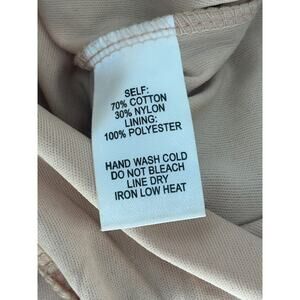 SELF:
70% COTTON
30% NYLON
LINING:
100% POLYESTER
HAND WASH COLD
DO NOT BLEACH
LINE DRY
IRON LOW HEAT